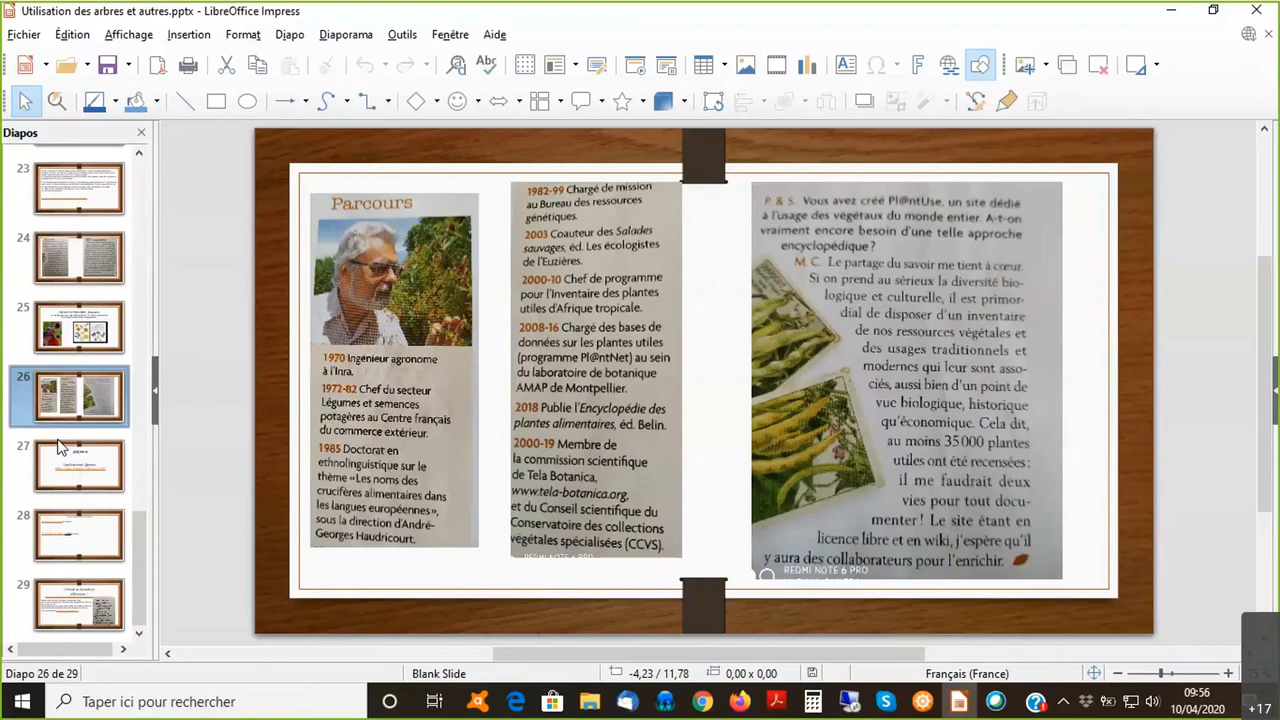 Utilisation des arbres et autres.pptx - LibreOffice Impress
Fichier Édition Affichage Insertion Format Diapo Diaporama Outils Fenêtre Aide
Diapos
23
24
25
26
27
28
29
Parcours
1970 Ingénieur agronome
à l'Inra.
1972-82 Chef du secteur
Légumes et semences
potagères au Centre français
du commerce extérieur.
1985 Doctorat en
ethnolinguistique sur le
thème «Les noms des
crucifères alimentaires dans
les langues européennes»,
sous la direction d'André-
Georges Haudricourt.
1982-99 Chargé de mission
au Bureau des ressources
génétiques.
2003 Coauteur des Salades
sauvages, éd. Les écologistes
de l'Euzières.
2000-10 Chef de programme
pour l'Inventaire des plantes
utiles d'Afrique tropicale.
2008-16 Chargé des bases de
données sur les plantes utiles
(programme Pl@ntNet) au sein
du laboratoire de botanique
AMAP de Montpellier.
2018 Publie l'Encyclopédie des
plantes alimentaires, éd. Belin.
2000-19 Membre de
la commission scientifique
de Tela Botanica,
www.tela-botanica.org,
et du Conseil scientifique du
Conservatoire des collections
végétales spécialisées (CCVS).
REDMI NOTE 6 PRO
P. & S. Vous avez créé Pl@ntUse, un site dédié
à l'usage des végétaux du monde entier. A-t-on
vraiment encore besoin d'une telle approche
encyclopédique ?
M. C. Le partage du savoir me tient à cœur.
Si on prend au sérieux la diversité bio-
logique et culturelle, il est primor-
dial de disposer d'un inventaire
de nos ressources végétales et
des usages traditionnels et
modernes qui leur sont asso-
ciés, aussi bien d'un point de
vue biologique, historique
qu'économique. Cela dit,
au moins 35 000 plantes
utiles ont été recensées :
il me faudrait deux
vies pour tout docu-
menter ! Le site étant en
licence libre et en wiki, j'espère qu'il
y aura des collaborateurs pour l'enrichir.
REDMI NOTE 6 PRO
Diapo 26 de 29 Blank Slide -4,23 / 11,78 0,00 x 0,00 Français (France) 75 %
Taper ici pour rechercher
09:56
10/04/2020
+17